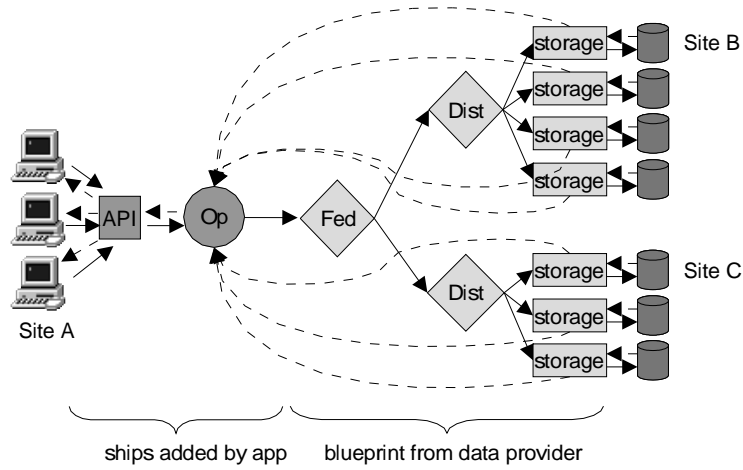 storage
Site B
storage
Dist
storage
storage
API
Op
Fed
storage
Site C
Dist
storage
Site A
storage
ships added by app
blueprint from data provider